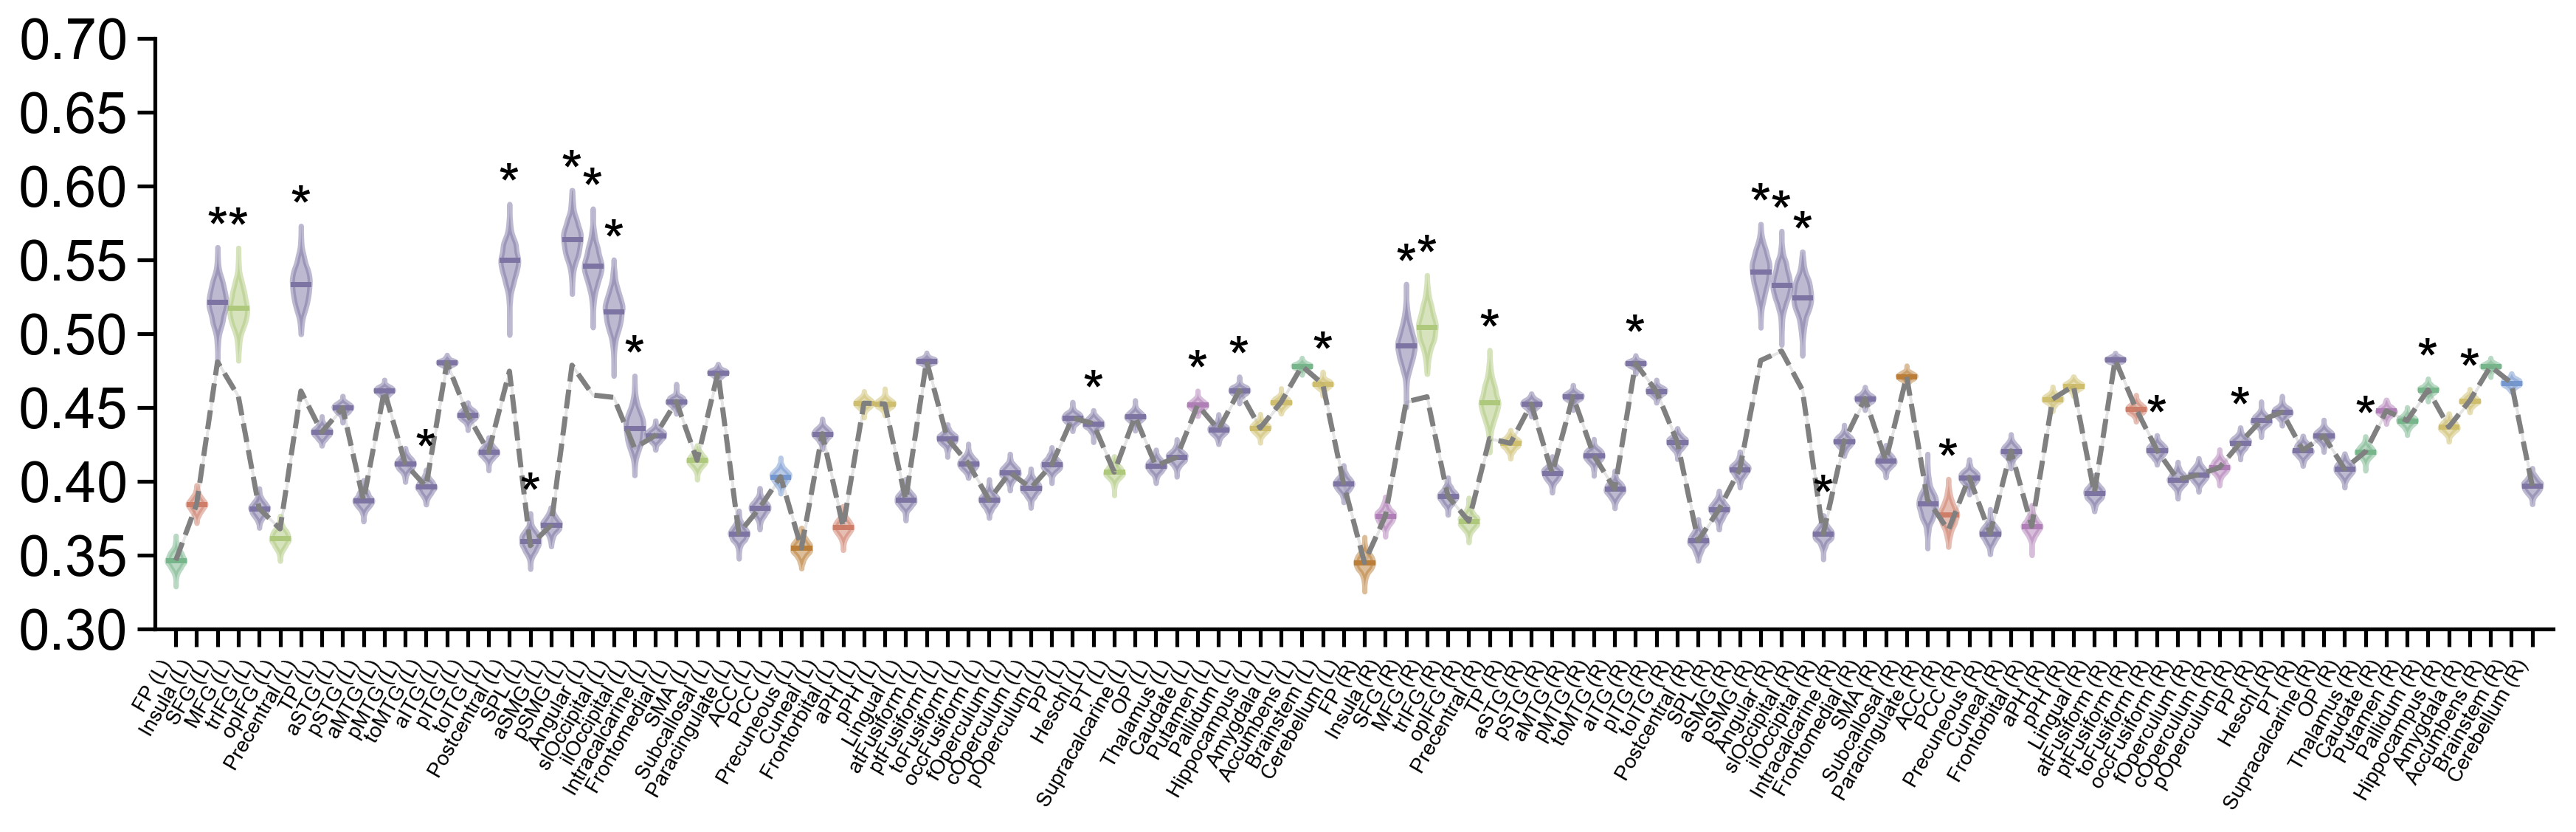 0.70
0.65
0.60
0.55
0.50
0.45
0.40
0.35
0.30
FP (L)
Insula (L)
SFG (L)
MFG (L)
trIFG (L)
opIFG (L)
Precentral (L)
TP (L)
aSTG (L)
pSTG (L)
aMTG (L)
pMTG (L)
toMTG (L)
aITG (L)
pITG (L)
toITG (L)
Postcentral (L)
SPL (L)
aSMG (L)
pSMG (L)
Angular (L)
slOccipital (L)
ilOccipital (L)
Intracalcarine (L)
Frontomedial (L)
SMA (L)
Subcallosal (L)
Paracingulate (L)
ACC (L)
PCC (L)
Precuneous (L)
Cuneal (L)
Frontorbital (L)
aPH (L)
pPH (L)
Lingual (L)
atFusiform (L)
ptFusiform (L)
toFusiform (L)
occFusiform (L)
fOperculum (L)
cOperculum (L)
pOperculum (L)
PP (L)
Heschl (L)
PT (L)
Supracalcarine (L)
OP (L)
Thalamus (L)
Caudate (L)
Putamen (L)
Pallidum (L)
Hippocampus (L)
Amygdala (L)
Accumbens (L)
Brainstem (L)
Cerebellum (L)
FP (R)
Insula (R)
SFG (R)
MFG (R)
trIFG (R)
opIFG (R)
Precentral (R)
TP (R)
aSTG (R)
pSTG (R)
aMTG (R)
pMTG (R)
toMTG (R)
aITG (R)
pITG (R)
toITG (R)
Postcentral (R)
SPL (R)
aSMG (R)
pSMG (R)
Angular (R)
slOccipital (R)
ilOccipital (R)
Intracalcarine (R)
Frontomedial (R)
SMA (R)
Subcallosal (R)
Paracingulate (R)
ACC (R)
PCC (R)
Precuneous (R)
Cuneal (R)
Frontorbital (R)
aPH (R)
pPH (R)
Lingual (R)
atFusiform (R)
ptFusiform (R)
toFusiform (R)
occFusiform (R)
fOperculum (R)
cOperculum (R)
pOperculum (R)
PP (R)
Heschl (R)
PT (R)
Supracalcarine (R)
OP (R)
Thalamus (R)
Caudate (R)
Putamen (R)
Pallidum (R)
Hippocampus (R)
Amygdala (R)
Accumbens (R)
Brainstem (R)
Cerebellum (R)